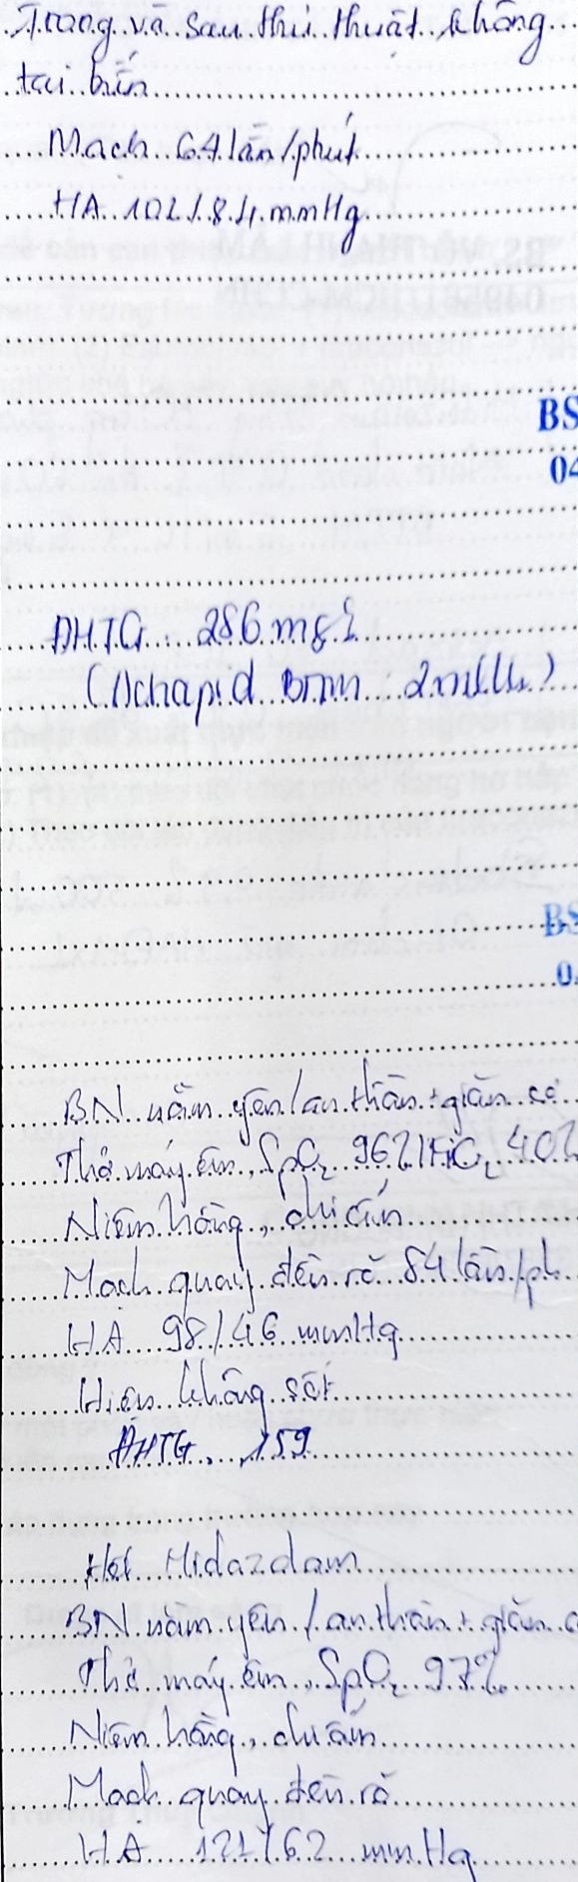 Trong và sau thủ thuật không
tai biến
Mạch 64 lần/phút
HA 102/84 mmHg
BS
04
ĐHTG 286 mg%
(Actrapid BTTM 2
BS
0
BN nằm yên/an thần + giãn cơ
Thở máy êm, SpO2 96%/FiO2 40%
Niêm hồng, chi ấm
Mạch quay đều rõ 84 lần/ph
HA 98/46 mmHg
Hiện không sốt
ĐHTG 159
Hết Midazolam
BN nằm yên/an thần + giãn c
Thở máy êm, SpO2 97%
Niêm hồng, chi ấm
Mạch quay đều rõ
HA 121/62 mmHg